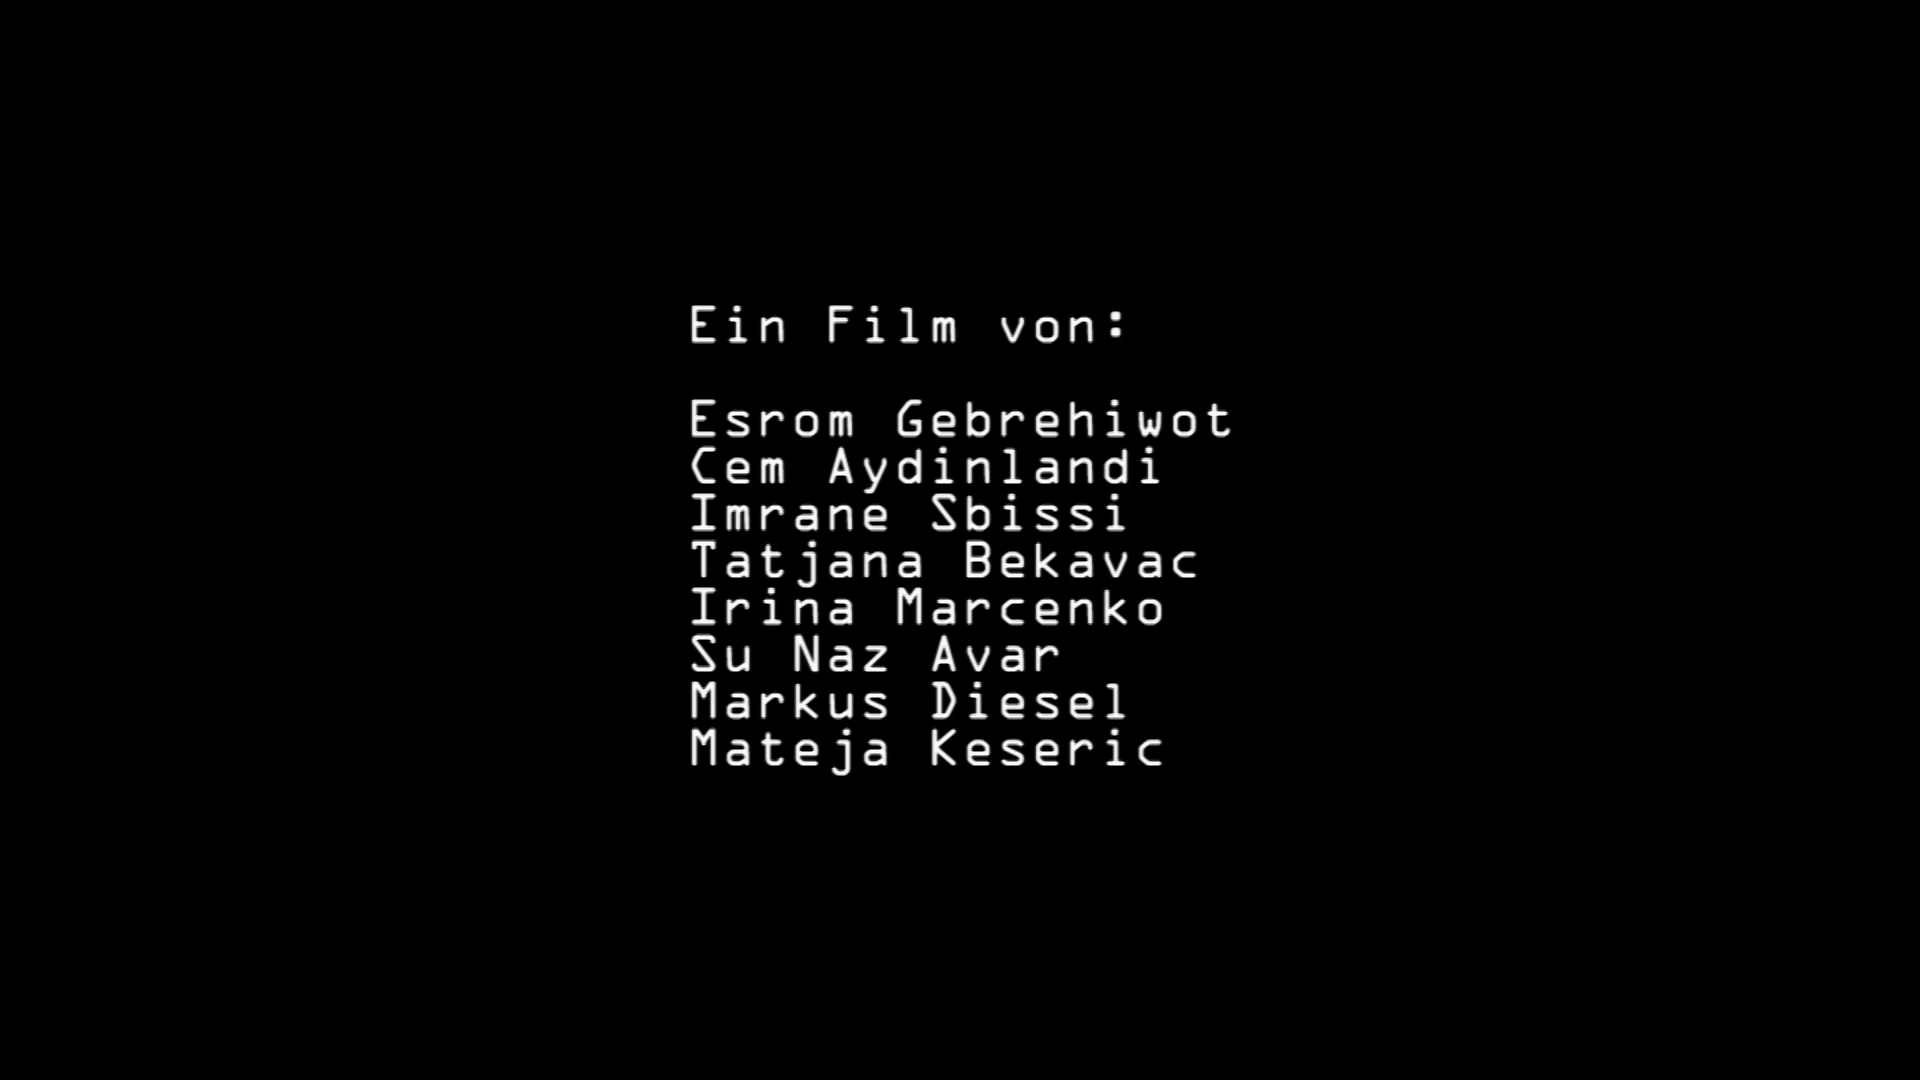 Ein Film von:
Esrom Gebrehiwot
Cem Aydinlandi
Imrane Sbissi
Tatjana Bekavac
Irina Marcenko
Su Naz Avar
Markus Diesel
Mateja Keseric